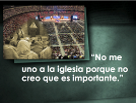 “No me
uno a la iglesia porque no
creo que es importante.”